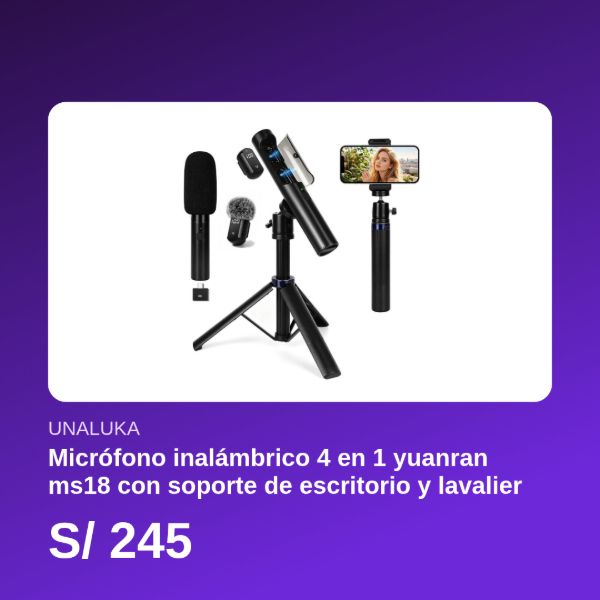 UNALUKA
Micrófono inalámbrico 4 en 1 yuanran
ms18 con soporte de escritorio y lavalier
S/ 245